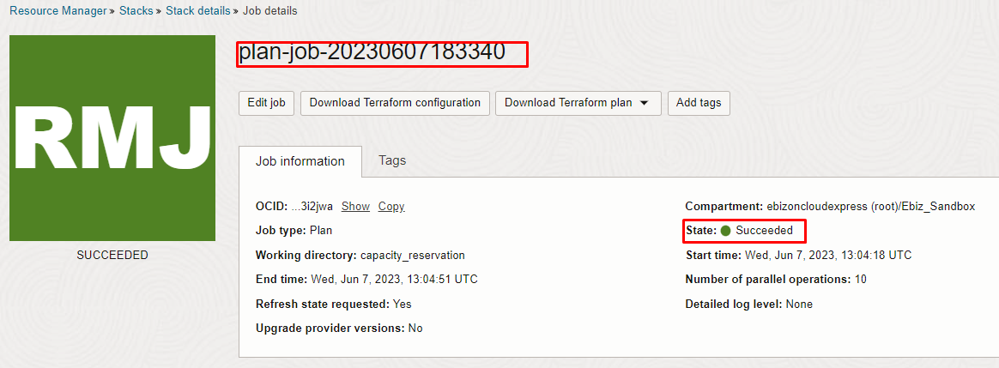 Resource Manager » Stacks » Stack details » Job details
RMJ
SUCCEEDED
plan-job-20230607183340
Edit job Download Terraform configuration Download Terraform plan Add tags
Job information Tags
OCID: ...3i2jwa Show Copy
Job type: Plan
Working directory: capacity_reservation
End time: Wed, Jun 7, 2023, 13:04:51 UTC
Refresh state requested: Yes
Upgrade provider versions: No
Compartment: ebizoncloudexpress (root)/Ebiz_Sandbox
State: Succeeded
Start time: Wed, Jun 7, 2023, 13:04:18 UTC
Number of parallel operations: 10
Detailed log level: None